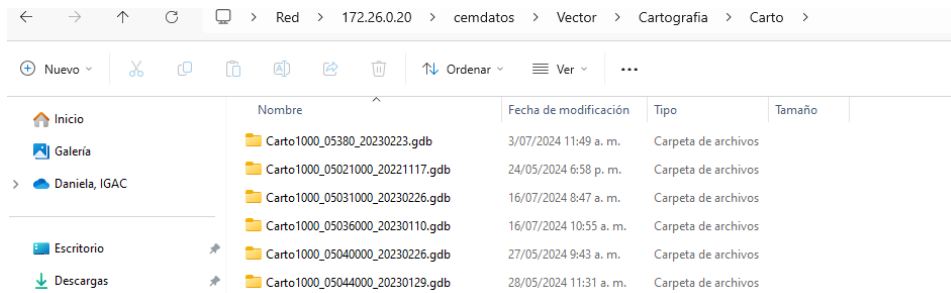 Red > 172.26.0.20 > cemdatos > Vector > Cartografia > Carto >
Nuevo Ordenar Ver ...
Nombre Fecha de modificación Tipo Tamaño
Inicio
Galería
Daniela, IGAC
Escritorio
Descargas
Carto1000_05380_20230223.gdb 3/07/2024 11:49 a. m. Carpeta de archivos
Carto1000_05021000_20221117.gdb 24/05/2024 6:58 p. m. Carpeta de archivos
Carto1000_05031000_20230226.gdb 16/07/2024 8:47 a. m. Carpeta de archivos
Carto1000_05036000_20230110.gdb 16/07/2024 10:55 a. m. Carpeta de archivos
Carto1000_05040000_20230226.gdb 27/05/2024 9:43 a. m. Carpeta de archivos
Carto1000_05044000_20230129.gdb 28/05/2024 11:31 a. m. Carpeta de archivos